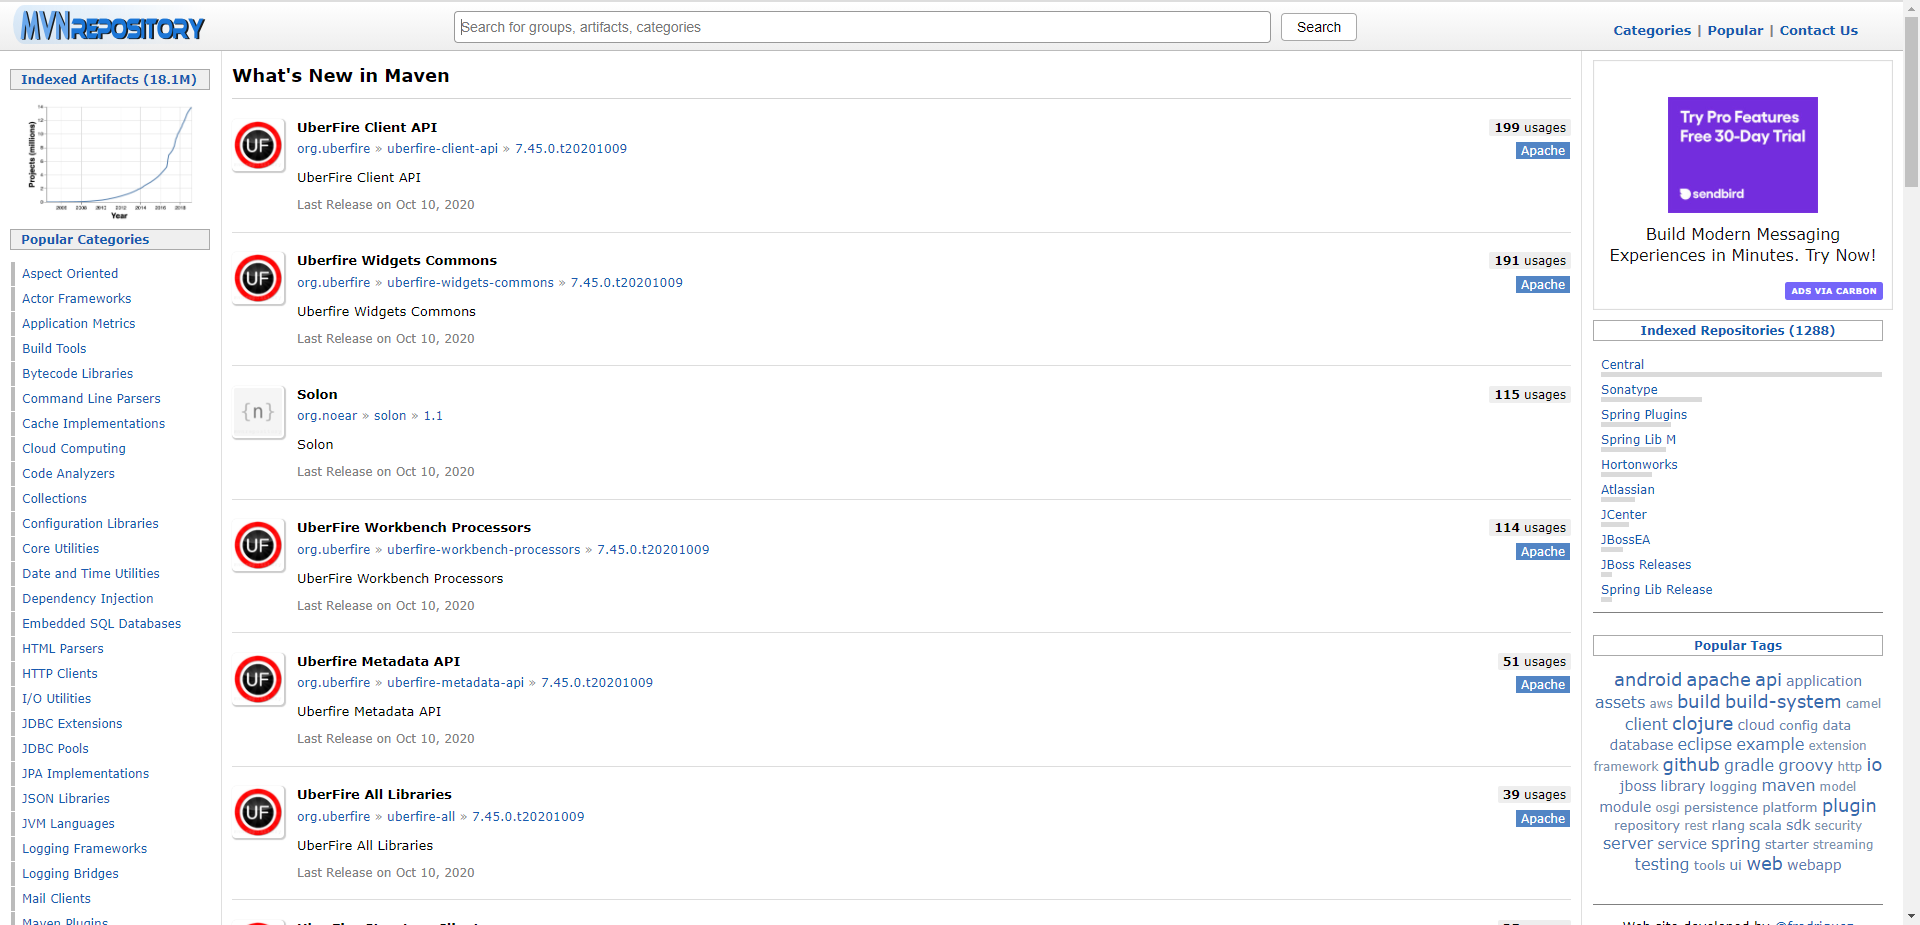 MVNREPOSITORY
Search for groups, artifacts, categories
Search
Categories | Popular | Contact Us
Indexed Artifacts (18.1M)
Projects (millions)
Year
Popular Categories
Aspect Oriented
Actor Frameworks
Application Metrics
Build Tools
Bytecode Libraries
Command Line Parsers
Cache Implementations
Cloud Computing
Code Analyzers
Collections
Configuration Libraries
Core Utilities
Date and Time Utilities
Dependency Injection
Embedded SQL Databases
HTML Parsers
HTTP Clients
I/O Utilities
JDBC Extensions
JDBC Pools
JPA Implementations
JSON Libraries
JVM Languages
Logging Frameworks
Logging Bridges
Mail Clients
Maven Plugins
What's New in Maven
UF
UberFire Client API
199 usages
org.uberfire » uberfire-client-api » 7.45.0.t20201009
Apache
UberFire Client API
Last Release on Oct 10, 2020
UF
Uberfire Widgets Commons
191 usages
org.uberfire » uberfire-widgets-commons » 7.45.0.t20201009
Apache
Uberfire Widgets Commons
Last Release on Oct 10, 2020
{n}
Solon
115 usages
org.noear » solon » 1.1
Solon
Last Release on Oct 10, 2020
UF
UberFire Workbench Processors
114 usages
org.uberfire » uberfire-workbench-processors » 7.45.0.t20201009
Apache
UberFire Workbench Processors
Last Release on Oct 10, 2020
UF
Uberfire Metadata API
51 usages
org.uberfire » uberfire-metadata-api » 7.45.0.t20201009
Apache
Uberfire Metadata API
Last Release on Oct 10, 2020
UF
UberFire All Libraries
39 usages
org.uberfire » uberfire-all » 7.45.0.t20201009
Apache
UberFire All Libraries
Last Release on Oct 10, 2020
Try Pro Features
Free 30-Day Trial
sendbird
Build Modern Messaging
Experiences in Minutes. Try Now!
ADS VIA CARBON
Indexed Repositories (1288)
Central
Sonatype
Spring Plugins
Spring Lib M
Hortonworks
Atlassian
JCenter
JBossEA
JBoss Releases
Spring Lib Release
Popular Tags
android apache api application
assets aws build build-system camel
client clojure cloud config data
database eclipse example extension
framework github gradle groovy http io
jboss library logging maven model
module osgi persistence platform plugin
repository rest rlang scala sdk security
server service spring starter streaming
testing tools ui web webapp
Web site developed by @frodriguez